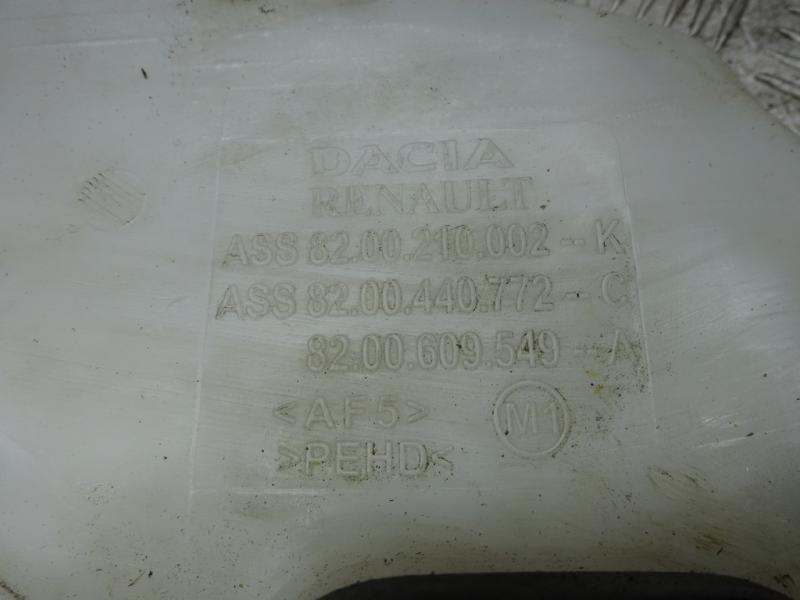 DACIA
RENAULT
ASS 82.00.210.002 -- K
ASS 82.00.440.772 - C
82.00.609.549 - A
<AF5>
M1
>PEHD<